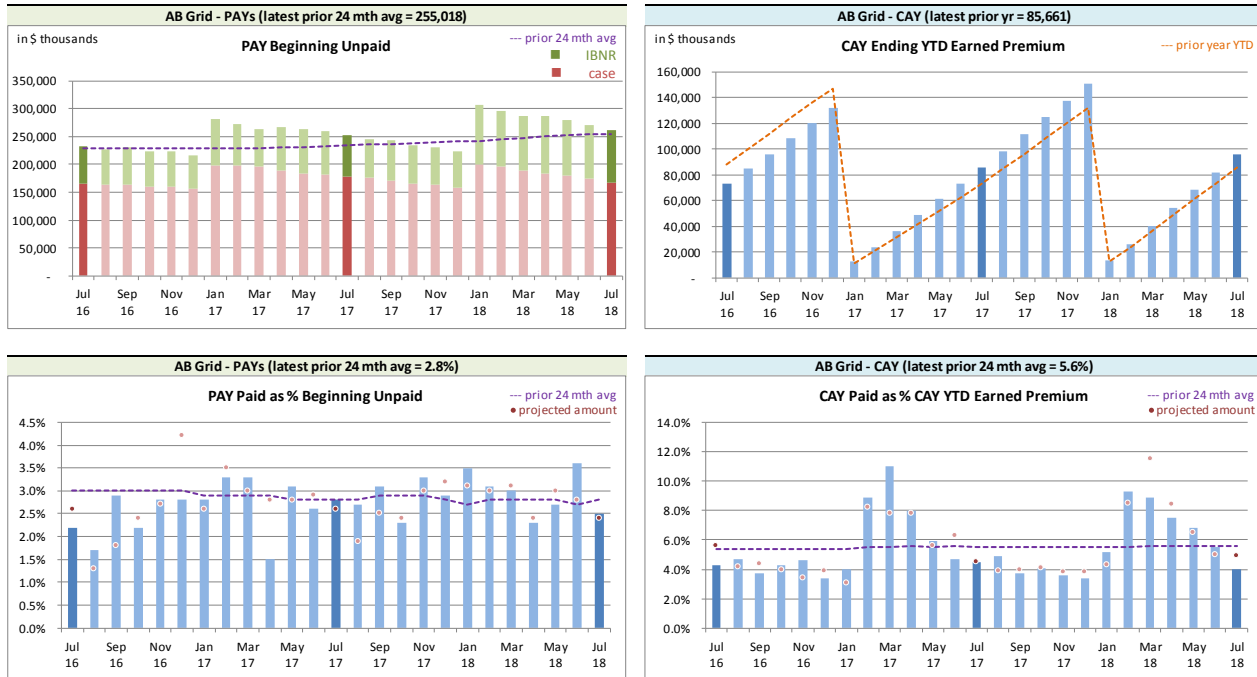 AB Grid - PAYs (latest prior 24 mth avg = 255,018)
in $ thousands
PAY Beginning Unpaid
--- prior 24 mth avg
IBNR
case
350,000
300,000
250,000
200,000
150,000
100,000
50,000
-
Jul Sep Nov Jan Mar May Jul Sep Nov Jan Mar May Jul
16 16 16 17 17 17 17 17 17 18 18 18 18
AB Grid - CAY (latest prior yr = 85,661)
in $ thousands
CAY Ending YTD Earned Premium
--- prior year YTD
160,000
140,000
120,000
100,000
80,000
60,000
40,000
20,000
-
Jul Sep Nov Jan Mar May Jul Sep Nov Jan Mar May Jul
16 16 16 17 17 17 17 17 17 18 18 18 18
AB Grid - PAYs (latest prior 24 mth avg = 2.8%)
PAY Paid as % Beginning Unpaid
--- prior 24 mth avg
projected amount
4.5%
4.0%
3.5%
3.0%
2.5%
2.0%
1.5%
1.0%
0.5%
0.0%
Jul Sep Nov Jan Mar May Jul Sep Nov Jan Mar May Jul
16 16 16 17 17 17 17 17 17 18 18 18 18
AB Grid - CAY (latest prior 24 mth avg = 5.6%)
CAY Paid as % CAY YTD Earned Premium
--- prior 24 mth avg
projected amount
14.0%
12.0%
10.0%
8.0%
6.0%
4.0%
2.0%
0.0%
Jul Sep Nov Jan Mar May Jul Sep Nov Jan Mar May Jul
16 16 16 17 17 17 17 17 17 18 18 18 18